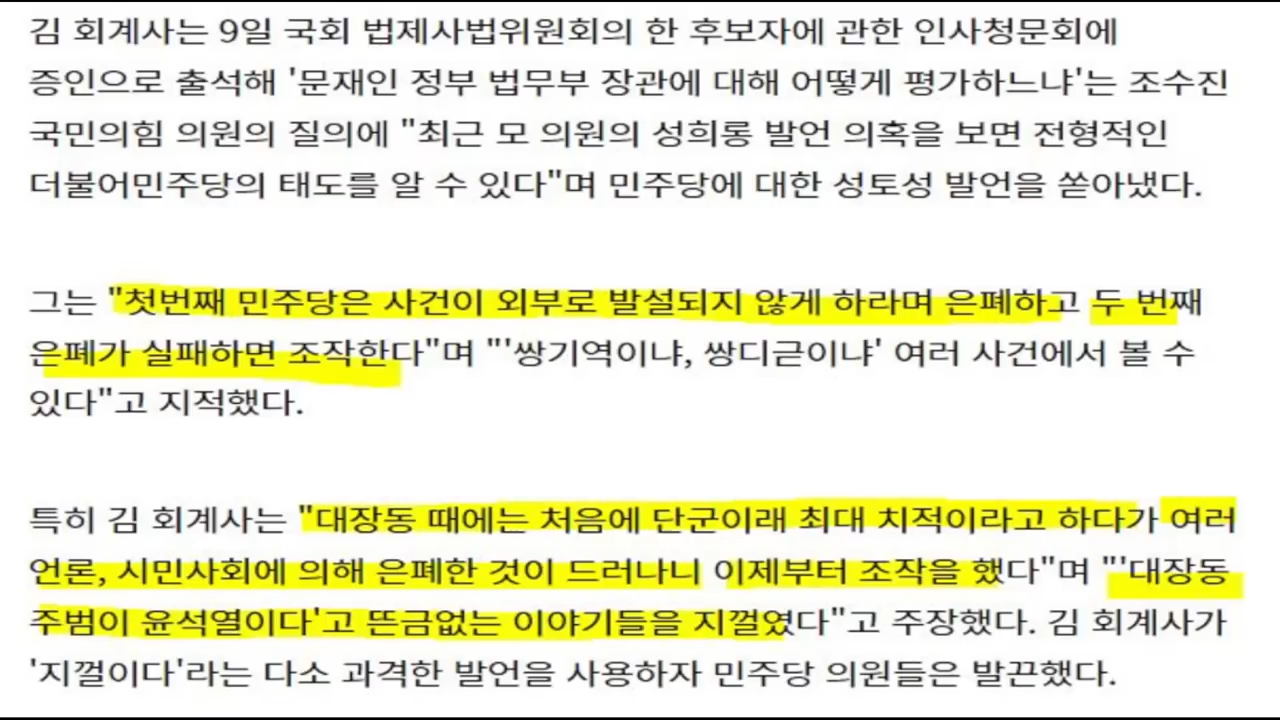 김 회계사는 9일 국회 법제사법위원회의 한 후보자에 관한 인사청문회에
증인으로 출석해 '문재인 정부 법무부 장관에 대해 어떻게 평가하느냐'는 조수진
국민의힘 의원의 질의에 "최근 모 의원의 성희롱 발언 의혹을 보면 전형적인
더불어민주당의 태도를 알 수 있다"며 민주당에 대한 성토성 발언을 쏟아냈다.
그는 "첫번째 민주당은 사건이 외부로 발설되지 않게 하라며 은폐하고 두 번째
은폐가 실패하면 조작한다"며 "'쌍기역이냐, 쌍디귿이냐' 여러 사건에서 볼 수
있다"고 지적했다.
특히 김 회계사는 "대장동 때에는 처음에 단군이래 최대 치적이라고 하다가 여러
언론, 시민사회에 의해 은폐한 것이 드러나니 이제부터 조작을 했다"며 "'대장동
주범이 윤석열이다'고 뜬금없는 이야기들을 지껄였다"고 주장했다. 김 회계사가
'지껄이다'라는 다소 과격한 발언을 사용하자 민주당 의원들은 발끈했다.